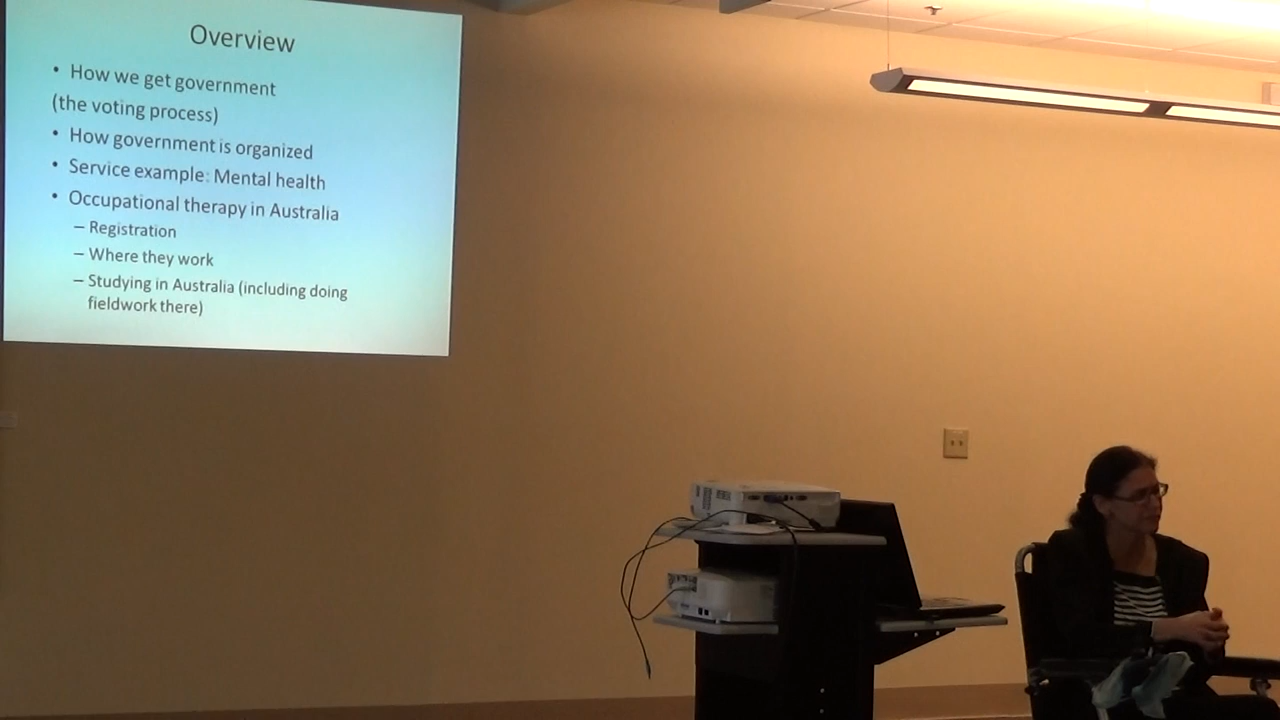 Overview
• How we get government
(the voting process)
• How government is organized
• Service example: Mental health
• Occupational therapy in Australia
– Registration
– Where they work
– Studying in Australia (including doing
fieldwork there)